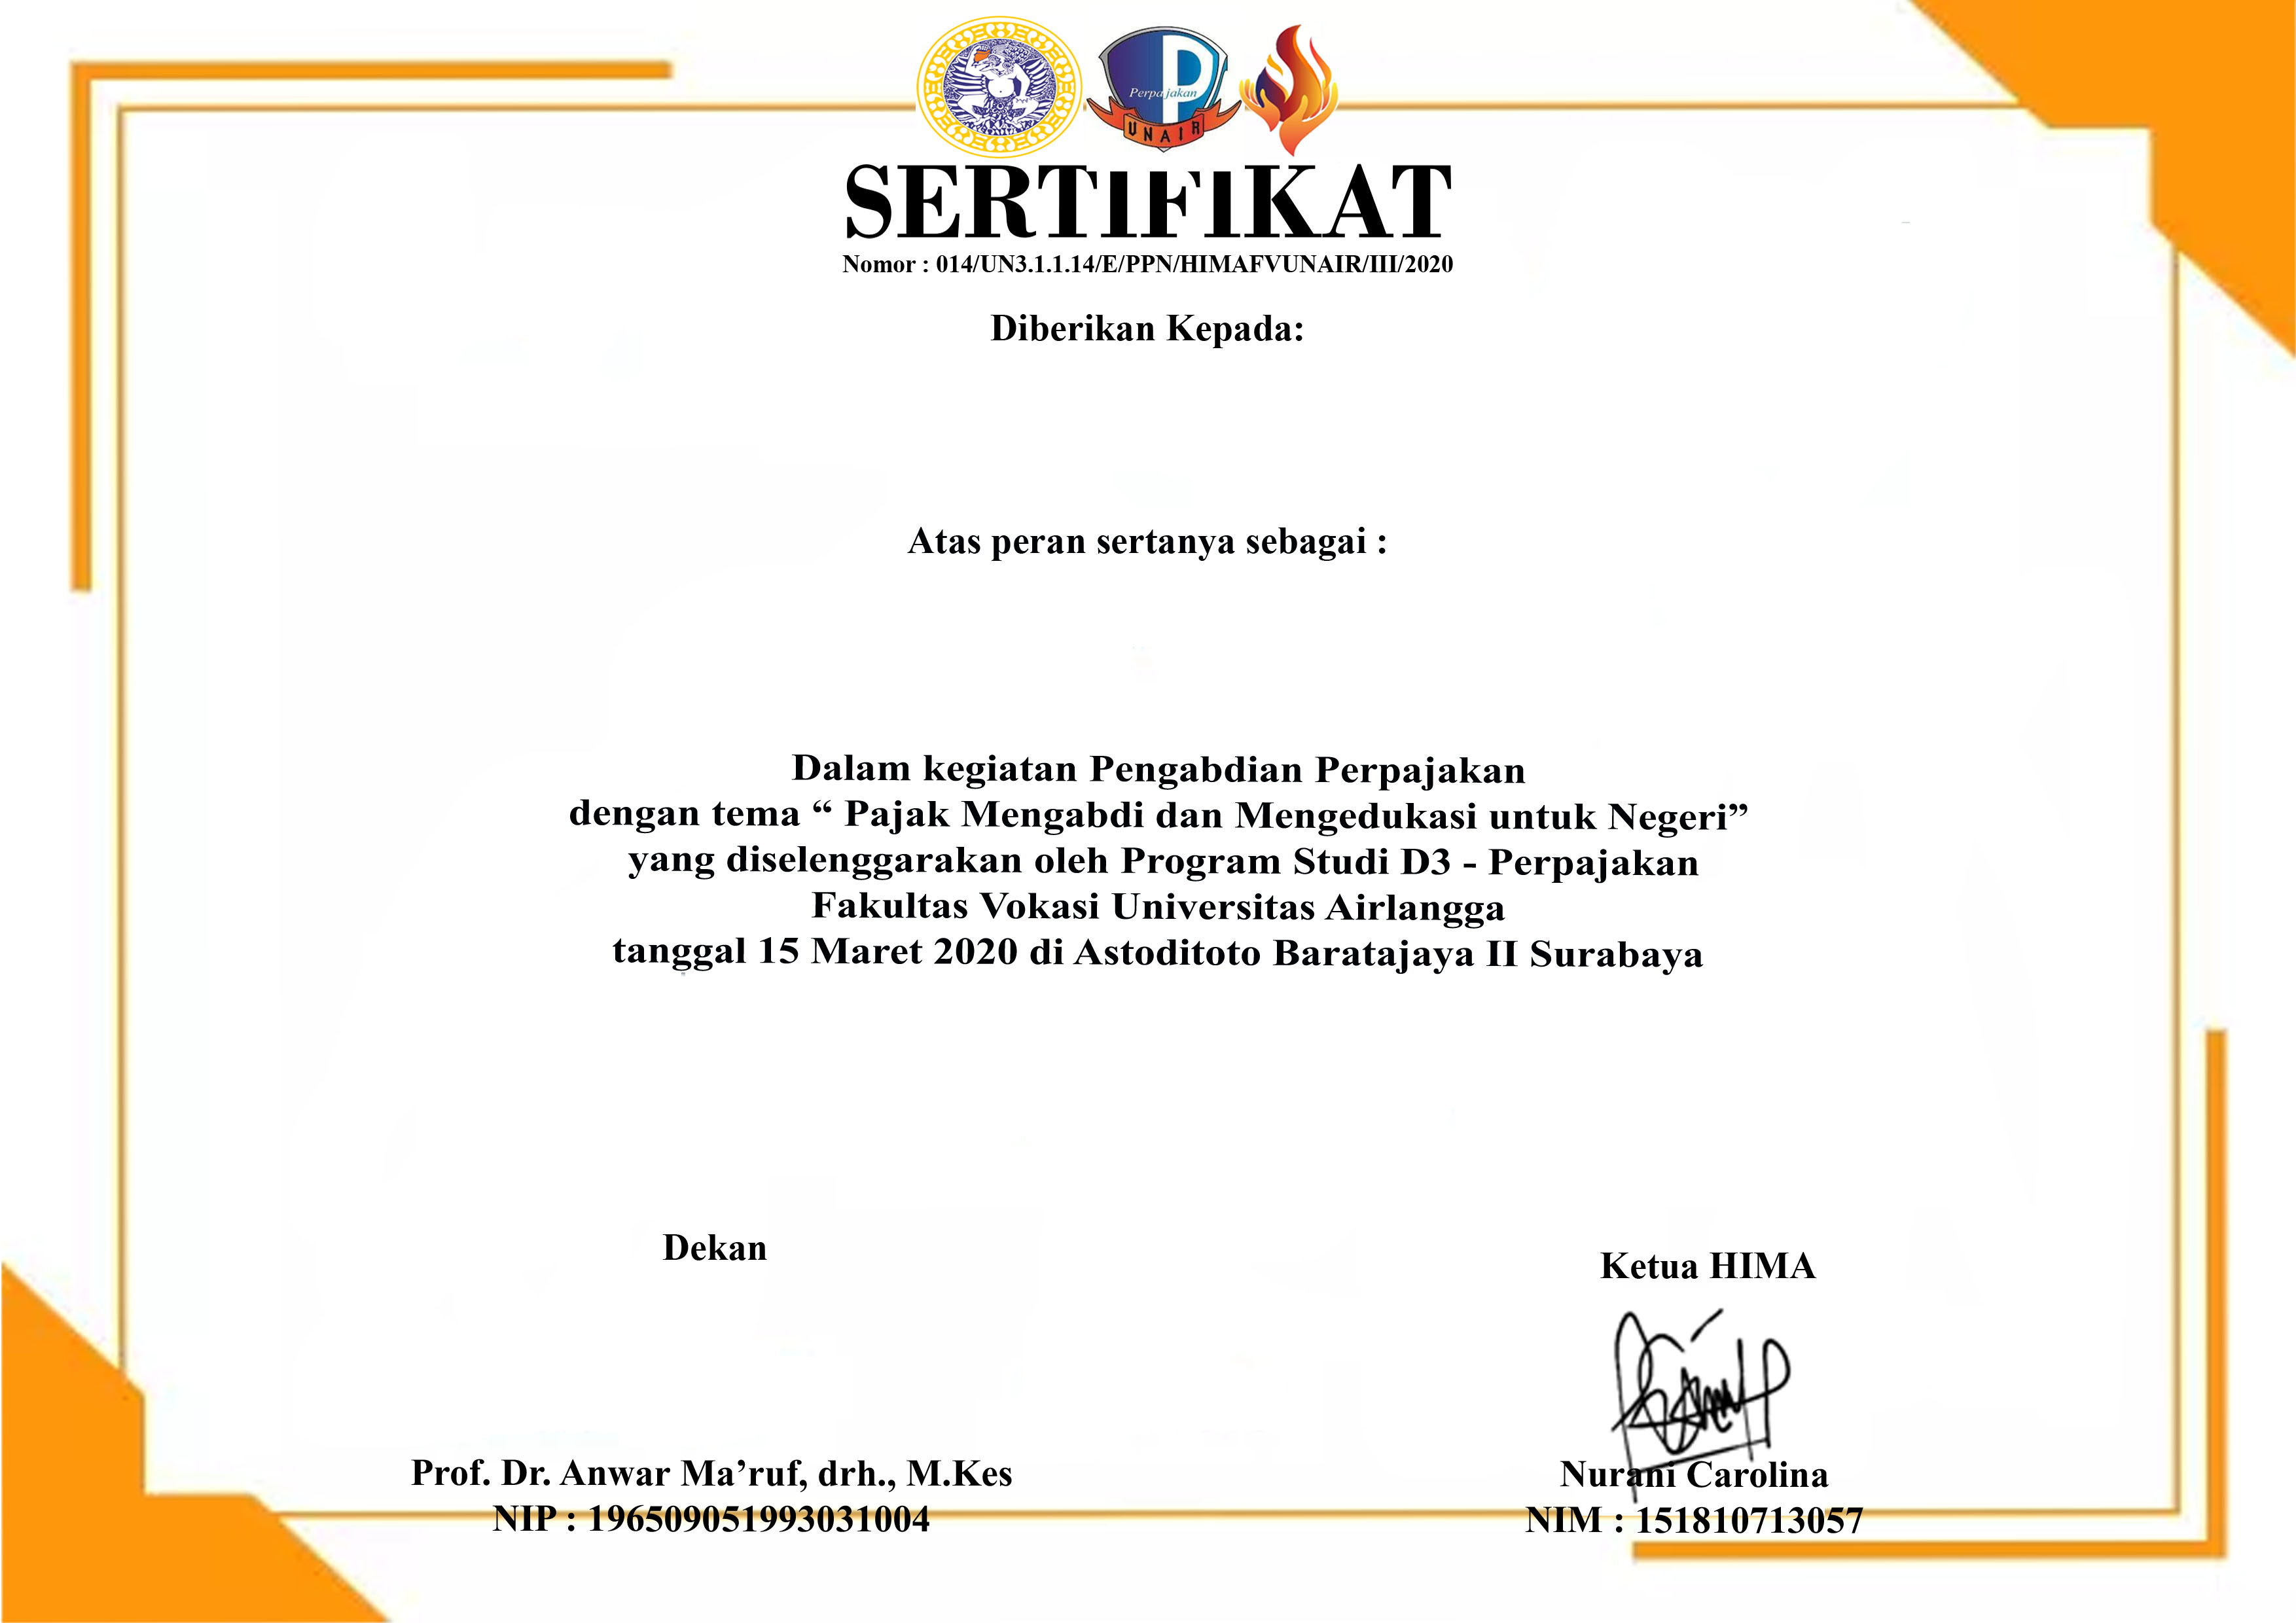 Perpajakan
UNAIR
SERTIFIKAT
Nomor : 014/UN3.1.1.14/E/PPN/HIMAFVUNAIR/III/2020
Diberikan Kepada:
Atas peran sertanya sebagai :
Dalam kegiatan Pengabdian Perpajakan
dengan tema “ Pajak Mengabdi dan Mengedukasi untuk Negeri”
yang diselenggarakan oleh Program Studi D3 - Perpajakan
Fakultas Vokasi Universitas Airlangga
tanggal 15 Maret 2020 di Astoditoto Baratajaya II Surabaya
Dekan
Prof. Dr. Anwar Ma’ruf, drh., M.Kes
NIP : 196509051993031004
Ketua HIMA
Nurani Carolina
NIM : 151810713057